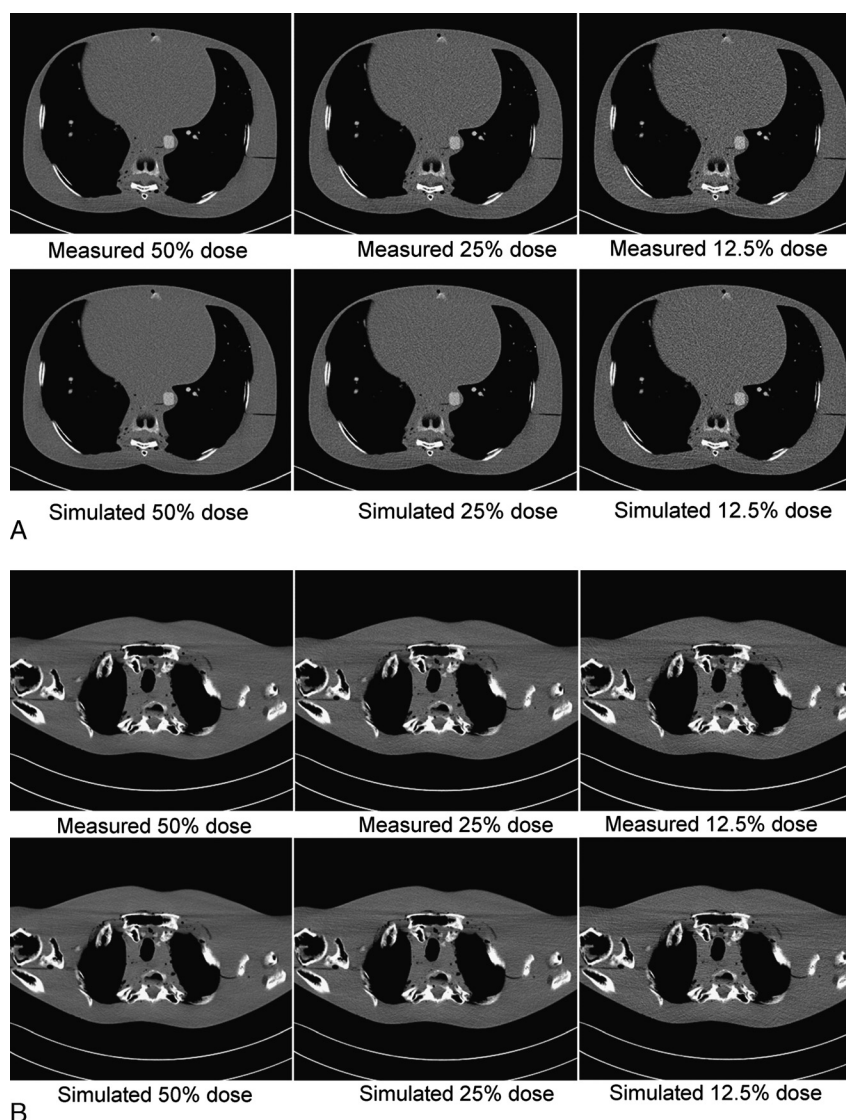 Measured 50% dose Measured 25% dose Measured 12.5% dose
Simulated 50% dose Simulated 25% dose Simulated 12.5% dose
A
Measured 50% dose Measured 25% dose Measured 12.5% dose
Simulated 50% dose Simulated 25% dose Simulated 12.5% dose
B